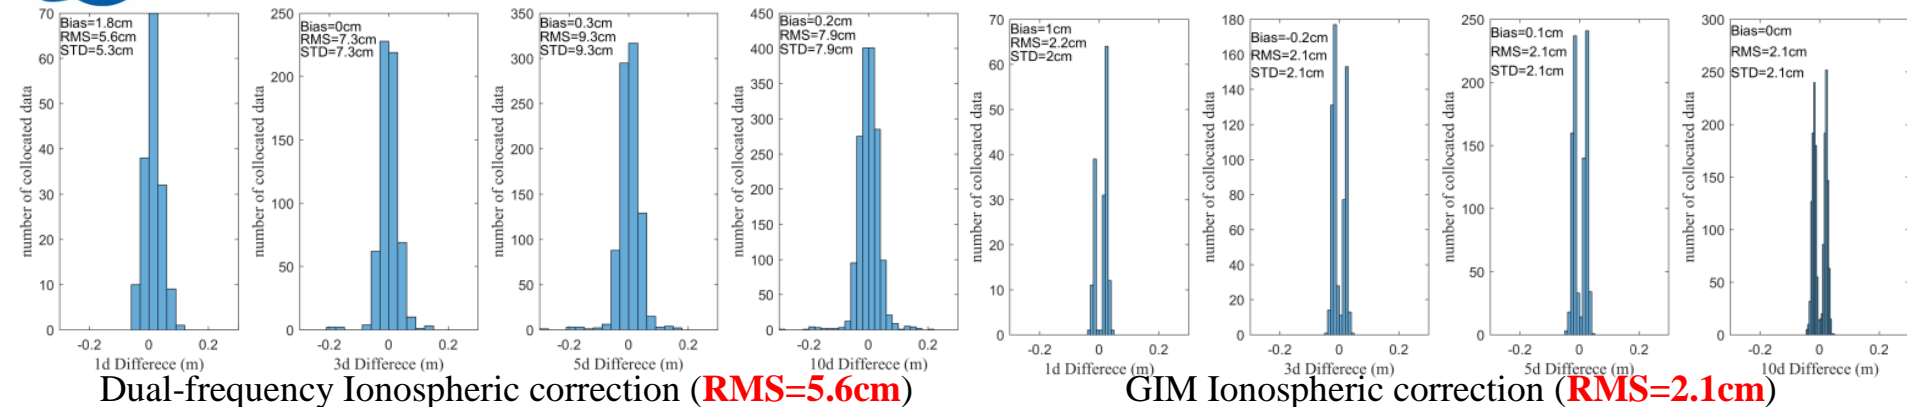 Bias=1.8cm
RMS=5.6cm
STD=5.3cm
number of collocated data
70
60
50
40
30
20
10
0
-0.2 0 0.2
1d Differece (m)
Bias=0cm
RMS=7.3cm
STD=7.3cm
number of collocated data
250
200
150
100
50
0
-0.2 0 0.2
3d Differece (m)
Bias=0.3cm
RMS=9.3cm
STD=9.3cm
number of collocated data
350
300
250
200
150
100
50
0
-0.2 0 0.2
5d Differece (m)
Bias=0.2cm
RMS=7.9cm
STD=7.9cm
number of collocated data
450
400
350
300
250
200
150
100
50
0
-0.2 0 0.2
10d Differece (m)
Dual-frequency Ionospheric correction (RMS=5.6cm)
Bias=1cm
RMS=2.2cm
STD=2cm
number of collocated data
70
60
50
40
30
20
10
0
-0.2 0 0.2
1d Differece (m)
Bias=-0.2cm
RMS=2.1cm
STD=2.1cm
number of collocated data
180
160
140
120
100
80
60
40
20
0
-0.2 0 0.2
3d Differece (m)
Bias=0.1cm
RMS=2.1cm
STD=2.1cm
number of collocated data
250
200
150
100
50
0
-0.2 0 0.2
5d Differece (m)
Bias=0cm
RMS=2.1cm
STD=2.1cm
number of collocated data
300
250
200
150
100
50
0
-0.2 0 0.2
10d Differece (m)
GIM Ionospheric correction (RMS=2.1cm)